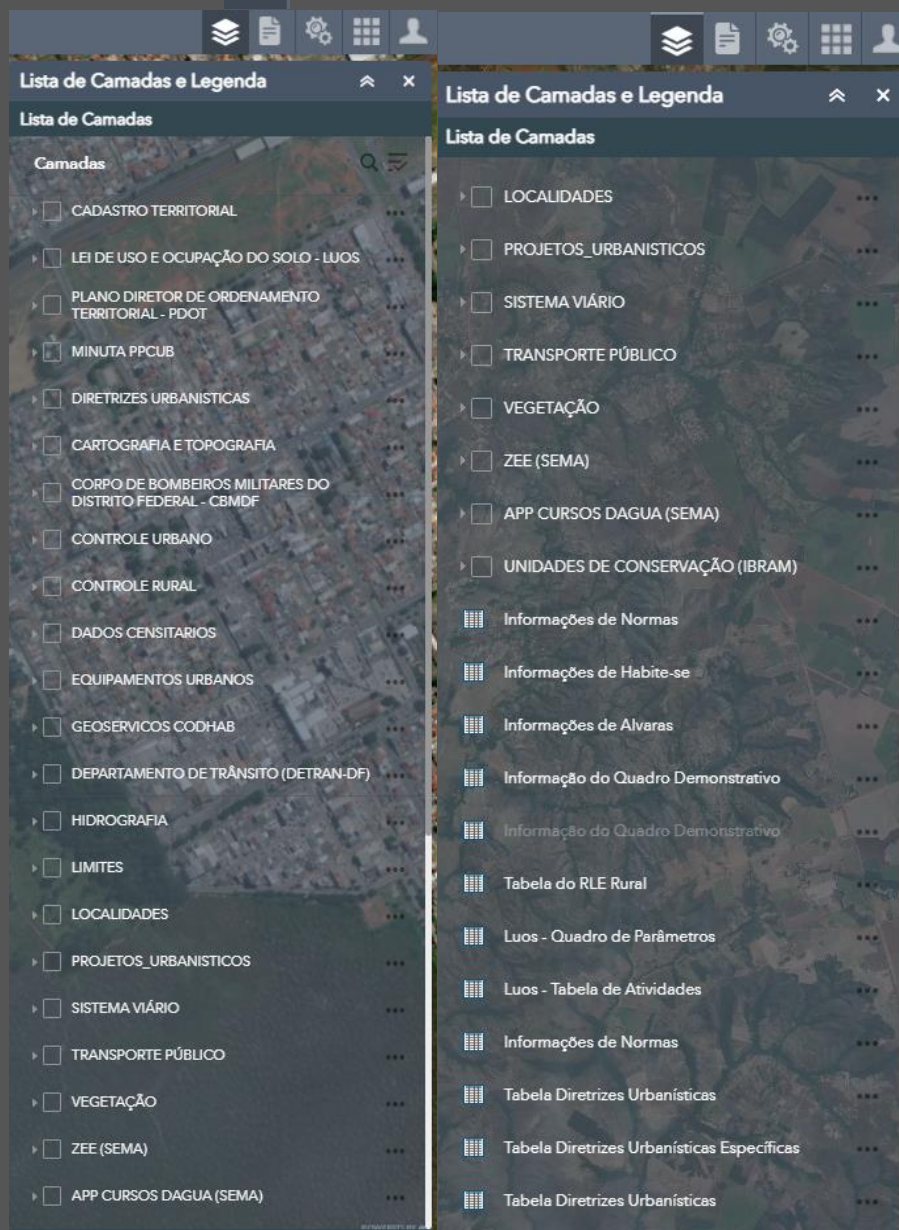 Lista de Camadas e Legenda
Lista de Camadas
Camadas
CADASTRO TERRITORIAL
LEI DE USO E OCUPAÇÃO DO SOLO - LUOS
PLANO DIRETOR DE ORDENAMENTO
TERRITORIAL - PDOT
MINUTA PPCUB
DIRETRIZES URBANISTICAS
CARTOGRAFIA E TOPOGRAFIA
CORPO DE BOMBEIROS MILITARES DO
DISTRITO FEDERAL - CBMDF
CONTROLE URBANO
CONTROLE RURAL
DADOS CENSITARIOS
EQUIPAMENTOS URBANOS
GEOSERVICOS CODHAB
DEPARTAMENTO DE TRÂNSITO (DETRAN-DF)
HIDROGRAFIA
LIMITES
LOCALIDADES
PROJETOS_URBANISTICOS
SISTEMA VIÁRIO
TRANSPORTE PÚBLICO
VEGETAÇÃO
ZEE (SEMA)
APP CURSOS DAGUA (SEMA)
Lista de Camadas e Legenda
Lista de Camadas
LOCALIDADES
PROJETOS_URBANISTICOS
SISTEMA VIÁRIO
TRANSPORTE PÚBLICO
VEGETAÇÃO
ZEE (SEMA)
APP CURSOS DAGUA (SEMA)
UNIDADES DE CONSERVAÇÃO (IBRAM)
Informações de Normas
Informações de Habite-se
Informações de Alvaras
Informação do Quadro Demonstrativo
Informação do Quadro Demonstrativo
Tabela do RLE Rural
Luos - Quadro de Parâmetros
Luos - Tabela de Atividades
Informações de Normas
Tabela Diretrizes Urbanísticas
Tabela Diretrizes Urbanísticas Específicas
Tabela Diretrizes Urbanísticas